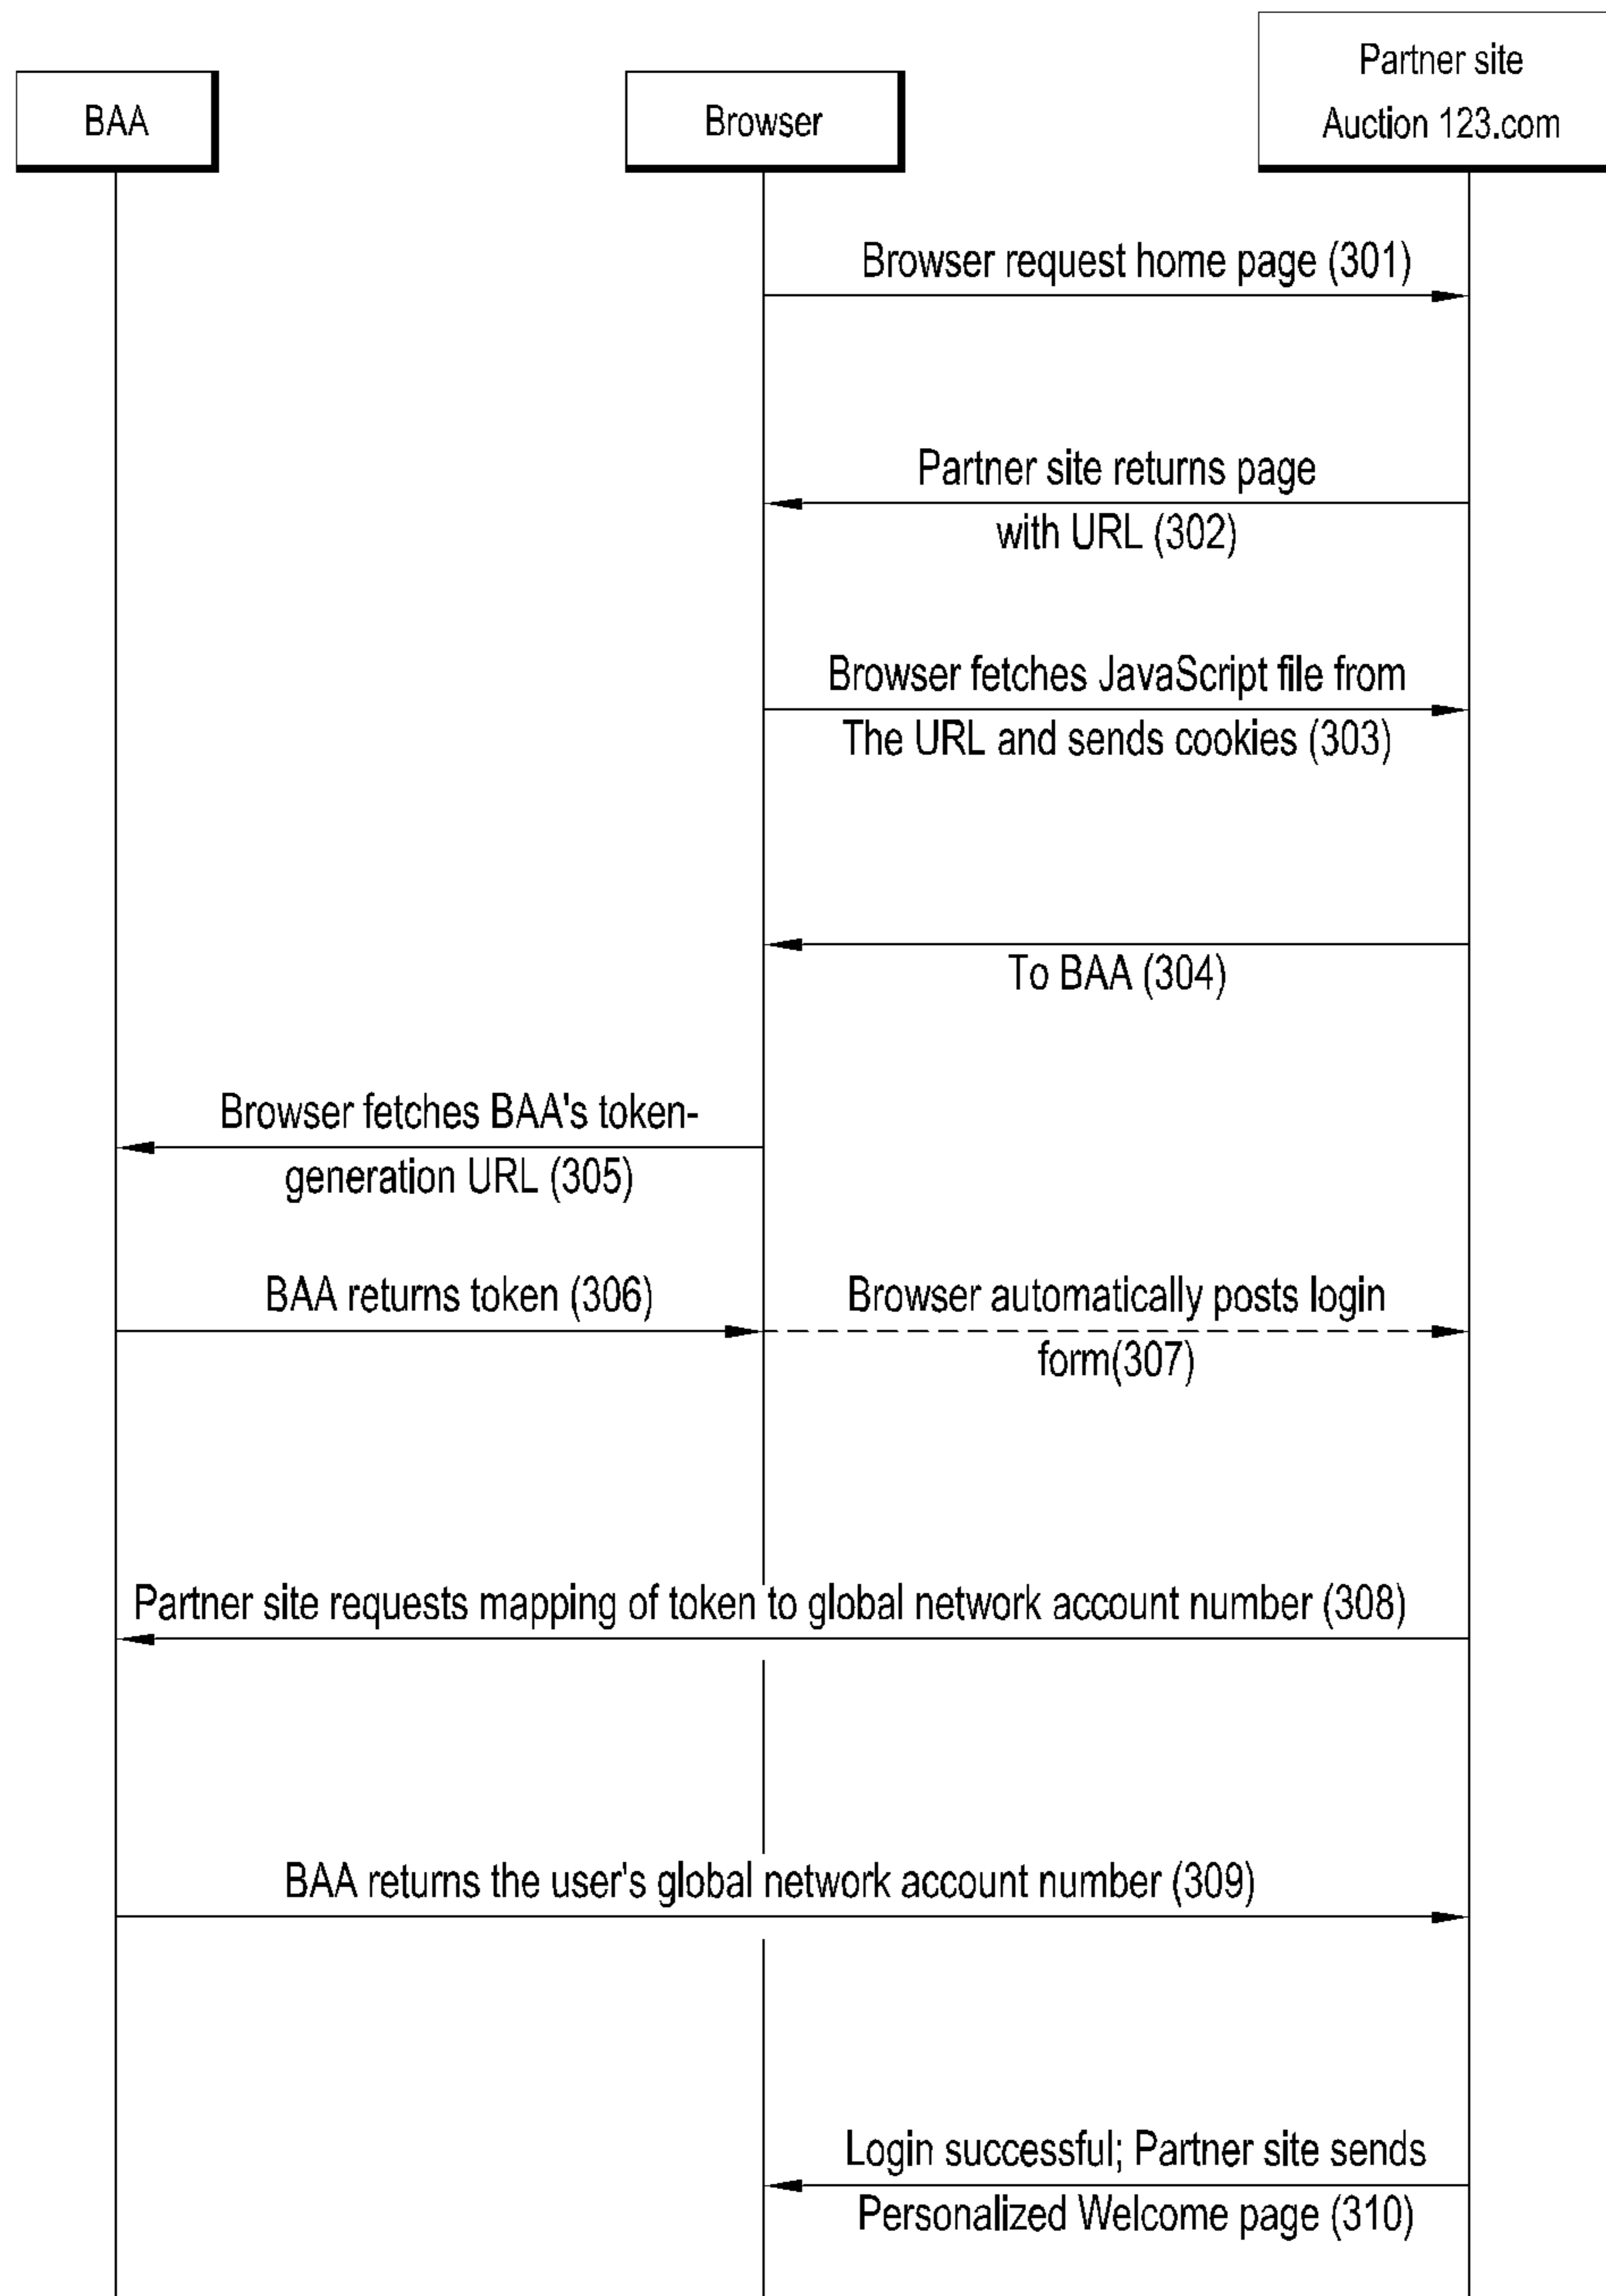 BAA
Browser
Partner site
Auction 123.com
Browser request home page (301)
Partner site returns page
with URL (302)
Browser fetches JavaScript file from
The URL and sends cookies (303)
To BAA (304)
Browser fetches BAA's token-
generation URL (305)
BAA returns token (306)
Browser automatically posts login
form(307)
Partner site requests mapping of token to global network account number (308)
BAA returns the user's global network account number (309)
Login successful; Partner site sends
Personalized Welcome page (310)